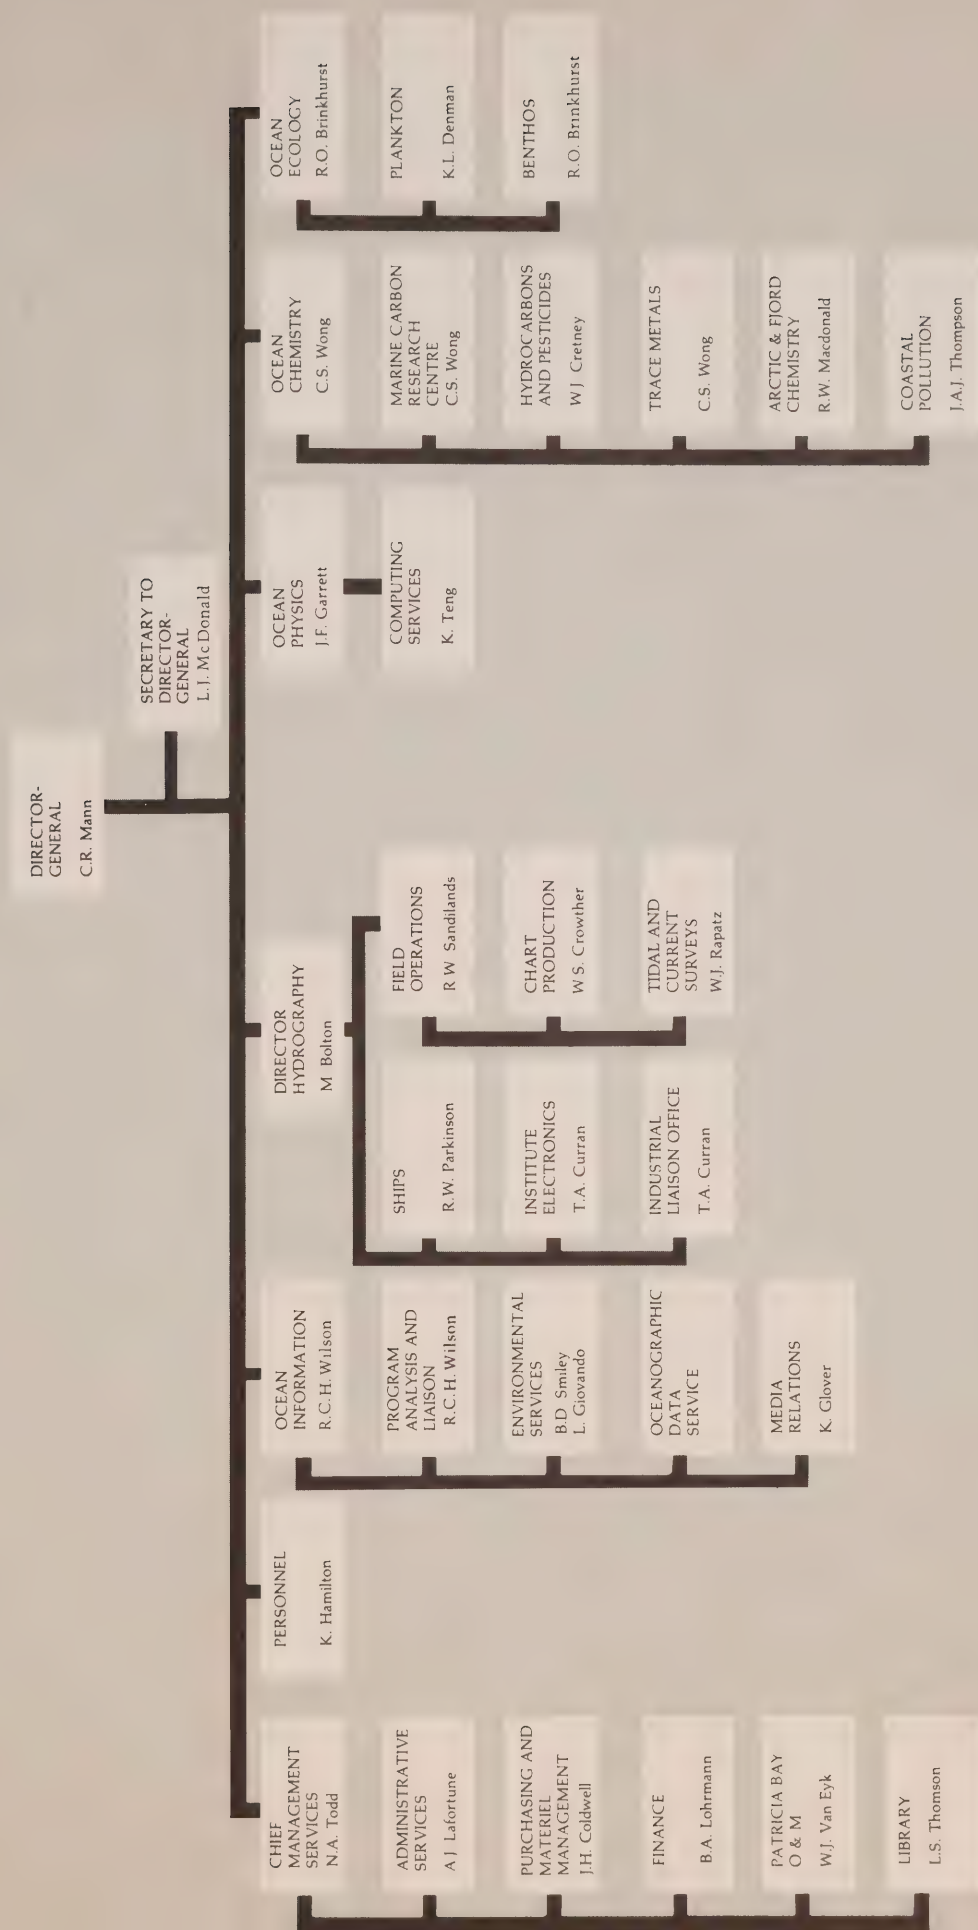 DIRECTOR-
GENERAL
C.R. Mann
SECRETARY TO
DIRECTOR-
GENERAL
L.J. McDonald
CHIEF
MANAGEMENT
SERVICES
N.A. Todd
ADMINISTRATIVE
SERVICES
A J Lafortune
PURCHASING AND
MATERIEL
MANAGEMENT
J.H. Coldwell
FINANCE
B.A. Lohrmann
PATRICIA BAY
O & M
W.J. Van Eyk
LIBRARY
L.S. Thomson
PERSONNEL
K. Hamilton
OCEAN
INFORMATION
R.C.H. Wilson
PROGRAM
ANALYSIS AND
LIAISON
R.C.H. Wilson
ENVIRONMENTAL
SERVICES
B.D Smiley
L. Giovando
OCEANOGRAPHIC
DATA
SERVICE
MEDIA
RELATIONS
K. Glover
DIRECTOR
HYDROGRAPHY
M Bolton
SHIPS
R.W. Parkinson
INSTITUTE
ELECTRONICS
T.A. Curran
INDUSTRIAL
LIAISON OFFICE
T.A. Curran
FIELD
OPERATIONS
R W Sandilands
CHART
PRODUCTION
W S. Crowther
TIDAL AND
CURRENT
SURVEYS
W.J. Rapatz
OCEAN
PHYSICS
J.F. Garrett
COMPUTING
SERVICES
K. Teng
OCEAN
CHEMISTRY
C.S. Wong
MARINE CARBON
RESEARCH
CENTRE
C.S. Wong
HYDROCARBONS
AND PESTICIDES
W J Cretney
TRACE METALS
C.S. Wong
ARCTIC & FJORD
CHEMISTRY
R.W. Macdonald
COASTAL
POLLUTION
J.A.J. Thompson
OCEAN
ECOLOGY
R.O. Brinkhurst
PLANKTON
K.L. Denman
BENTHOS
R.O. Brinkhurst